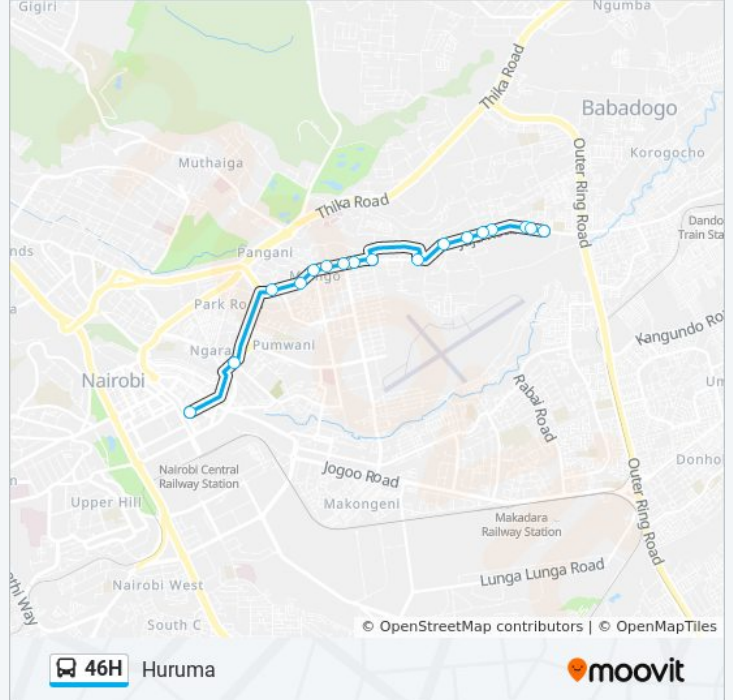 Gigiri
Ngumba
Thika Road
Babadogo
Muthaiga
Outer Ring Road
Korogocho
Thika Road
Dando
Train Sta
nds
Pangani
Park Ro
Kangundo Ro
Ngara
Pumwani
Nairobi
Um
Rabai Road
Nairobi Central
Railway Station
Jogoo Road
Donho
Outer Ring Road
Upper Hill
Makongeni
Makadara
Railway Station
Lunga Lunga Road
Nairobi West
South C
© OpenStreetMap contributors | © OpenMapTiles
46H Huruma
moovit